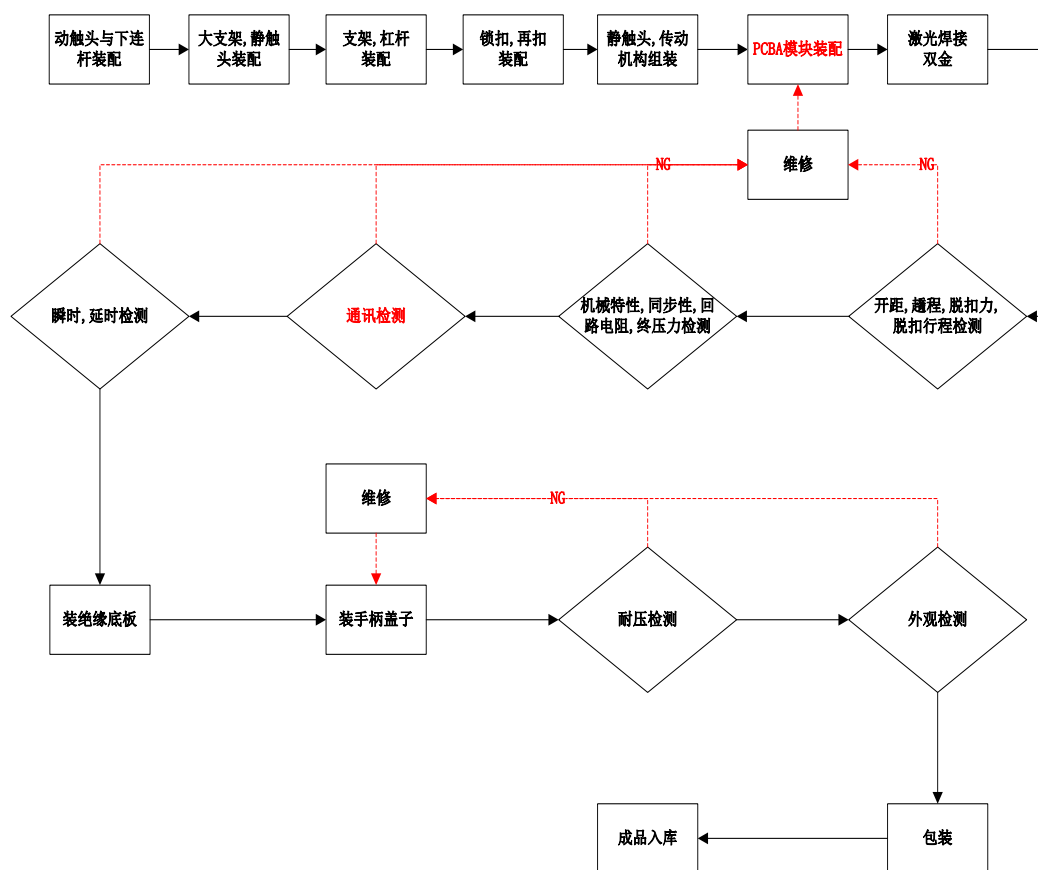 动触头与下连
杆装配
大支架,静触
头装配
支架,杠杆
装配
锁扣,再扣
装配
静触头,传动
机构组装
PCBA模块装配
激光焊接
双金
维修
NG
NG
瞬时,延时检测
通讯检测
机械特性,同步性,回
路电阻,终压力检测
开距,趟程,脱扣力,
脱扣行程检测
维修
NG
装绝缘底板
装手柄盖子
耐压检测
外观检测
成品入库
包装